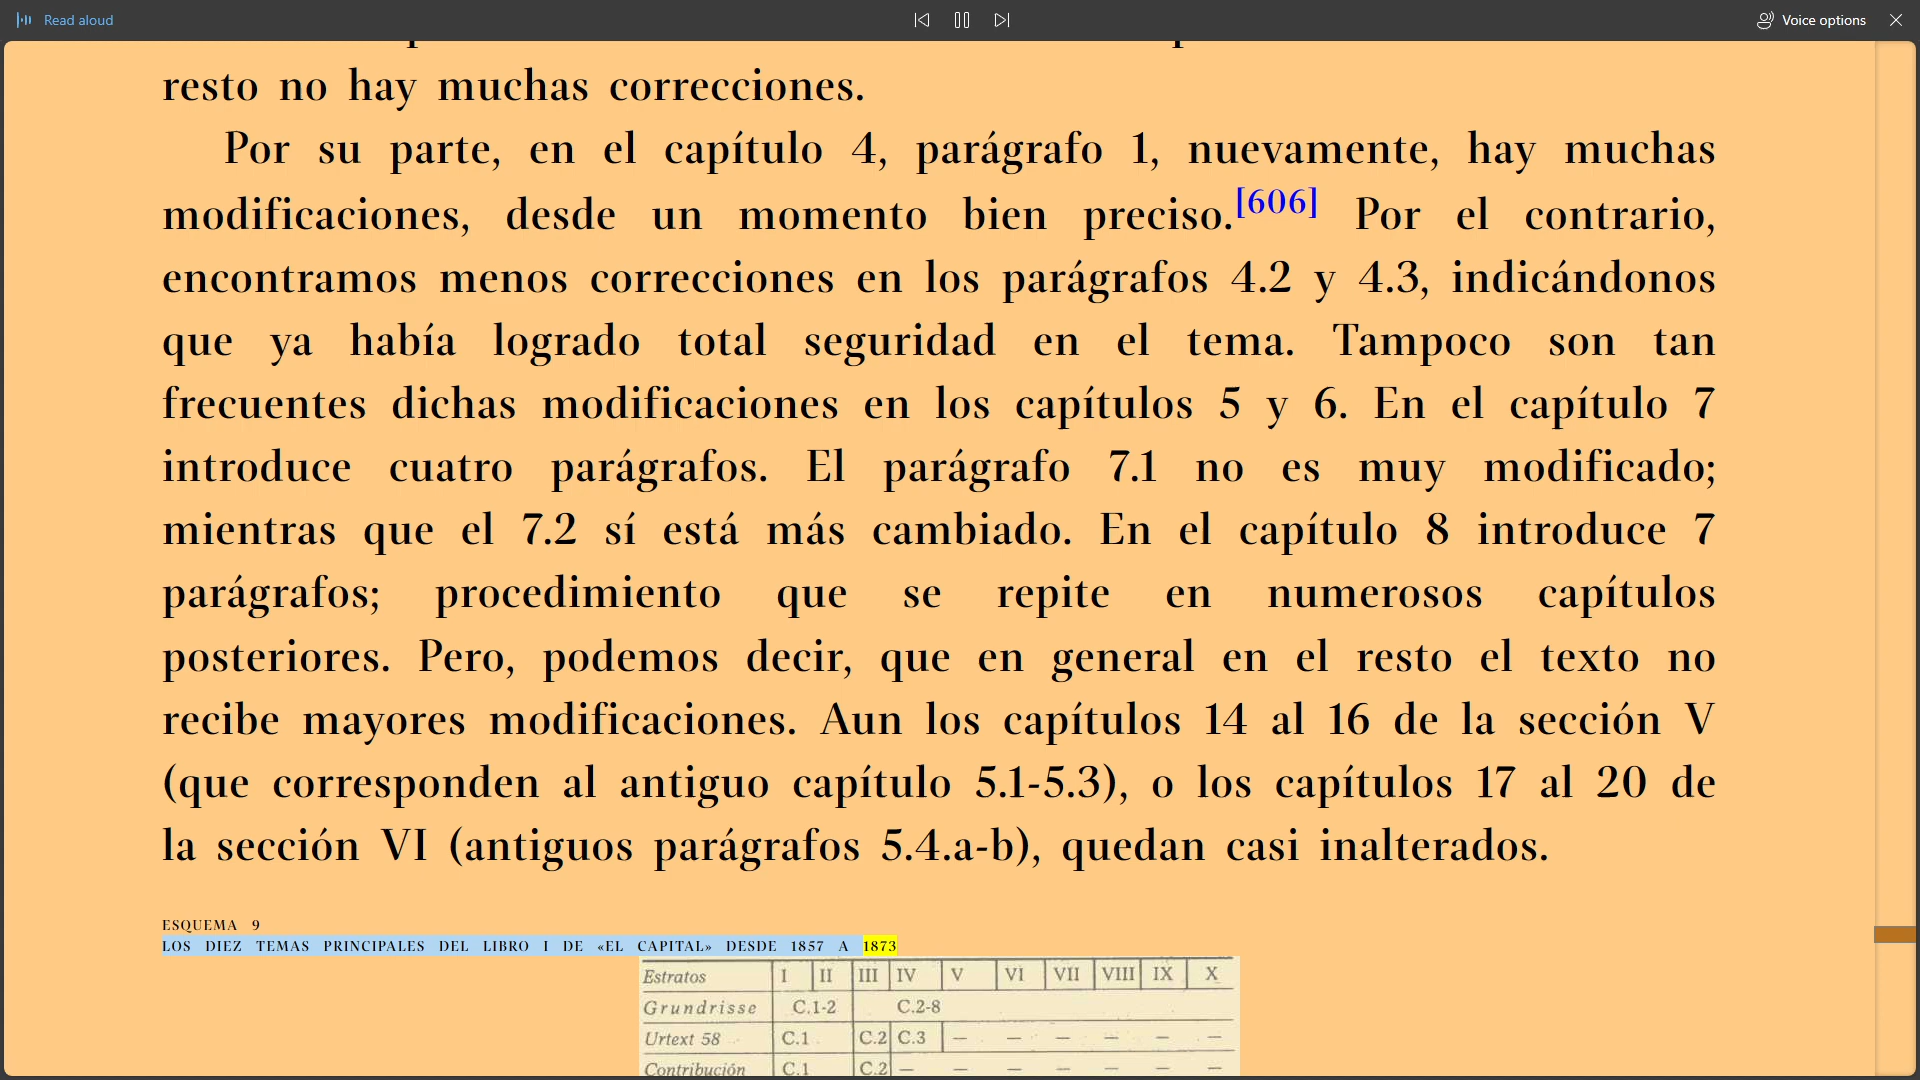 Read aloud
Voice options
resto no hay muchas correcciones.
Por su parte, en el capítulo 4, parágrafo 1, nuevamente, hay muchas
modificaciones, desde un momento bien preciso.[606] Por el contrario,
encontramos menos correcciones en los parágrafos 4.2 y 4.3, indicándonos
que ya había logrado total seguridad en el tema. Tampoco son tan
frecuentes dichas modificaciones en los capítulos 5 y 6. En el capítulo 7
introduce cuatro parágrafos. El parágrafo 7.1 no es muy modificado;
mientras que el 7.2 sí está más cambiado. En el capítulo 8 introduce 7
parágrafos; procedimiento que se repite en numerosos capítulos
posteriores. Pero, podemos decir, que en general en el resto el texto no
recibe mayores modificaciones. Aun los capítulos 14 al 16 de la sección V
(que corresponden al antiguo capítulo 5.1-5.3), o los capítulos 17 al 20 de
la sección VI (antiguos parágrafos 5.4.a-b), quedan casi inalterados.
ESQUEMA 9
LOS DIEZ TEMAS PRINCIPALES DEL LIBRO I DE «EL CAPITAL» DESDE 1857 A 1873
Estratos I II III IV V VI VII VIII IX X
Grundrisse C.1-2 C.2-8
Urtext 58 C.1 C.2 C.3 — — — — — —
Contribución C.1 C.2 — — — — — — —